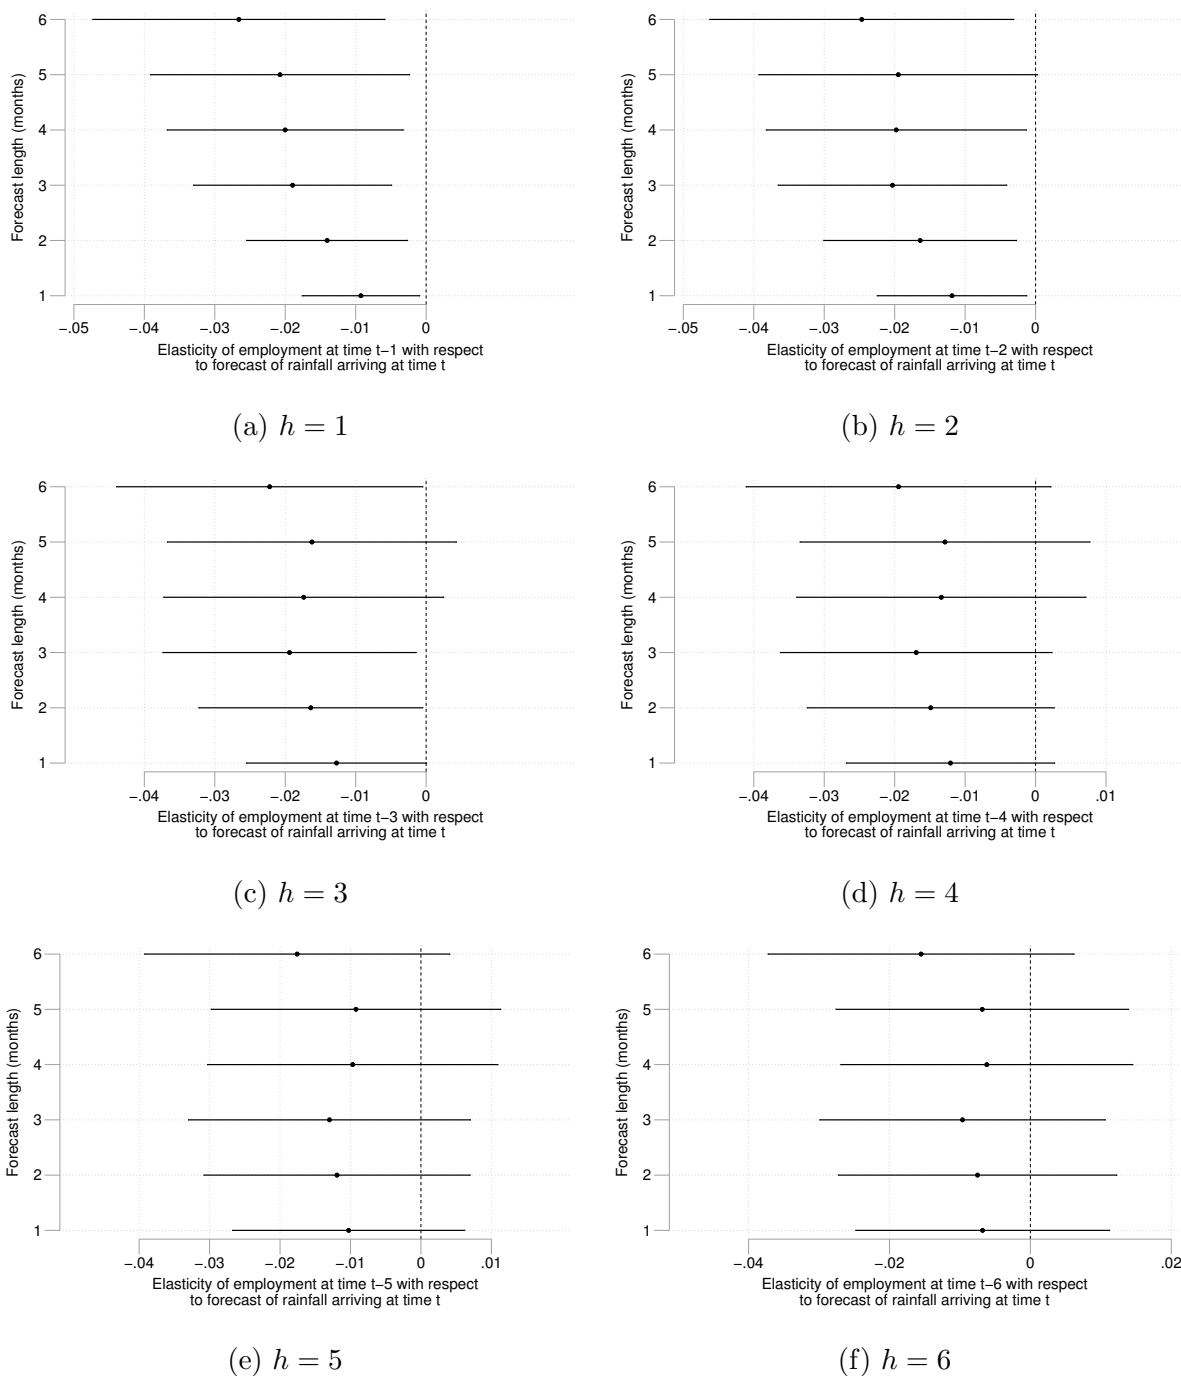 6
5
4
3
2
1
Forecast length (months)
−.05 −.04 −.03 −.02 −.01 0
Elasticity of employment at time t−1 with respect
to forecast of rainfall arriving at time t
(a) h = 1
6
5
4
3
2
1
Forecast length (months)
−.05 −.04 −.03 −.02 −.01 0
Elasticity of employment at time t−2 with respect
to forecast of rainfall arriving at time t
(b) h = 2
6
5
4
3
2
1
Forecast length (months)
−.04 −.03 −.02 −.01 0
Elasticity of employment at time t−3 with respect
to forecast of rainfall arriving at time t
(c) h = 3
6
5
4
3
2
1
Forecast length (months)
−.04 −.03 −.02 −.01 0 .01
Elasticity of employment at time t−4 with respect
to forecast of rainfall arriving at time t
(d) h = 4
6
5
4
3
2
1
Forecast length (months)
−.04 −.03 −.02 −.01 0 .01
Elasticity of employment at time t−5 with respect
to forecast of rainfall arriving at time t
(e) h = 5
6
5
4
3
2
1
Forecast length (months)
−.04 −.02 0 .02
Elasticity of employment at time t−6 with respect
to forecast of rainfall arriving at time t
(f) h = 6